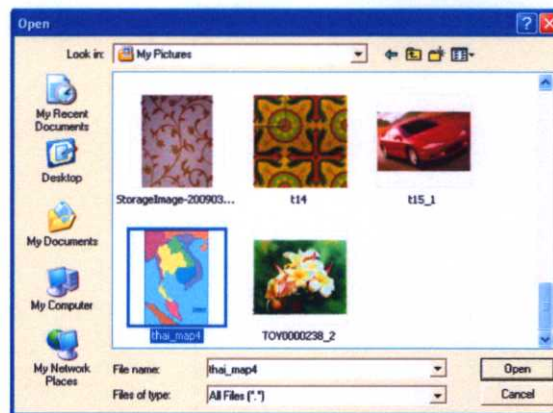 Open
Look in:
My Pictures
My Recent
Documents
Desktop
My Documents
My Computer
My Network
Places
StorageImage-200903...
t14
t15_1
thai_map4
TOY0000238_2
File name:
thai_map4
Open
Files of type:
All Files (*.*)
Cancel